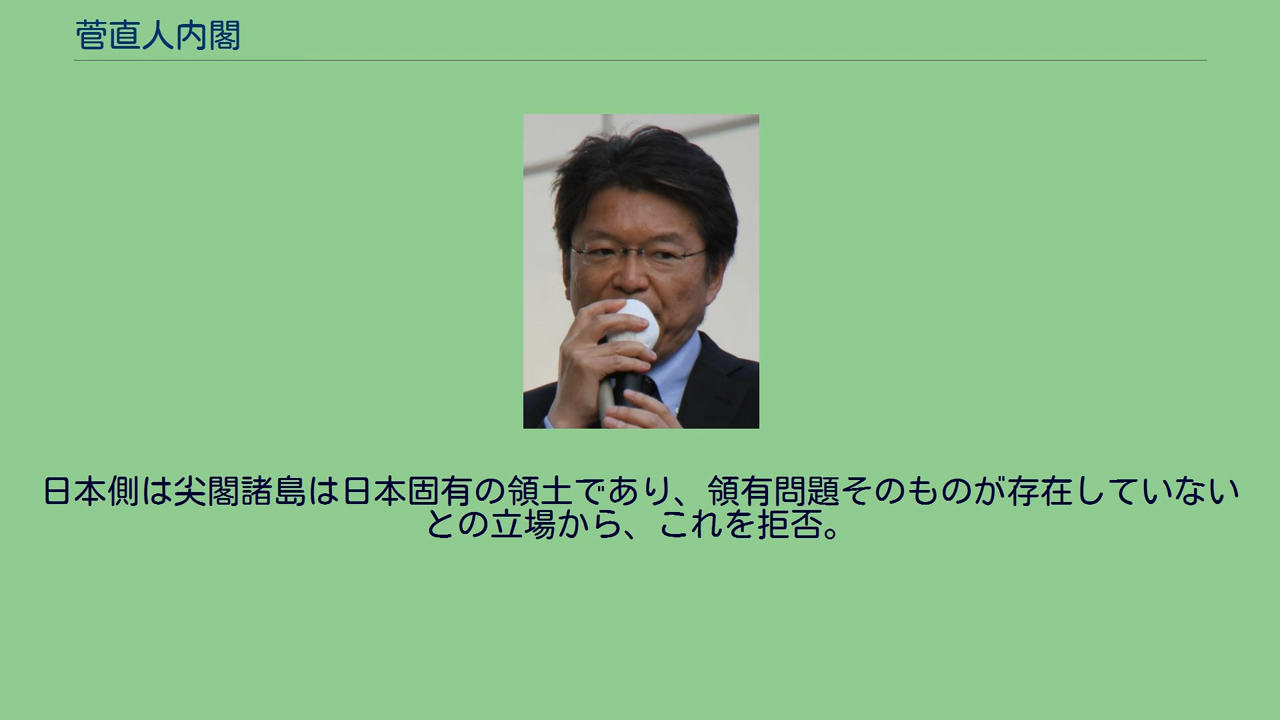 菅直人内閣
日本側は尖閣諸島は日本固有の領土であり、領有問題そのものが存在していない
との立場から、これを拒否。